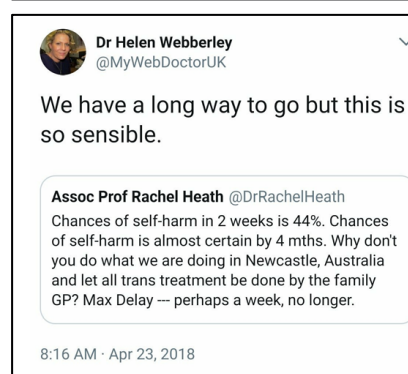 Dr Helen Webberley
@MyWebDoctorUK
We have a long way to go but this is
so sensible.
Assoc Prof Rachel Heath @DrRachelHeath
Chances of self-harm in 2 weeks is 44%. Chances
of self-harm is almost certain by 4 mths. Why don't
you do what we are doing in Newcastle, Australia
and let all trans treatment be done by the family
GP? Max Delay --- perhaps a week, no longer.
8:16 AM · Apr 23, 2018